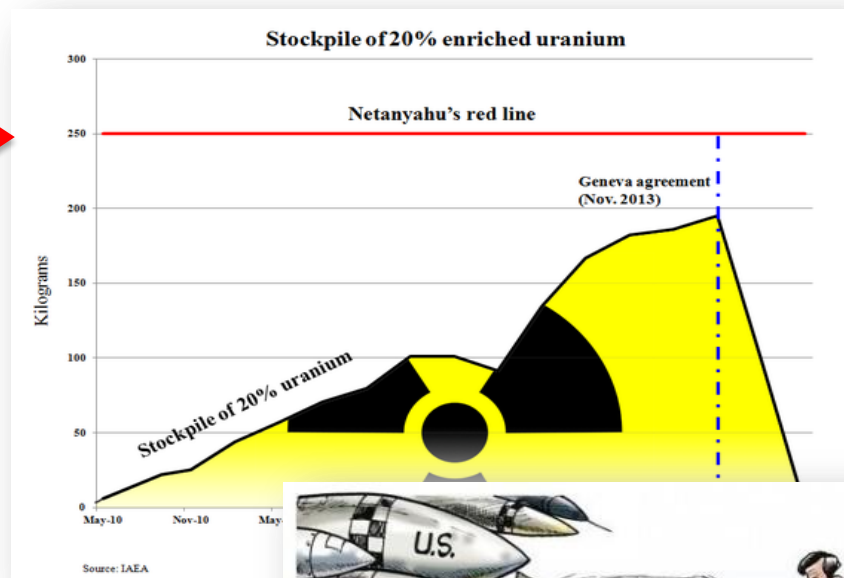 Stockpile of 20% enriched uranium
300
Netanyahu's red line
250
Geneva agreement
(Nov. 2013)
200
Kilograms
150
100
Stockpile of 20% uranium
50
0
May-10
Nov-10
May-
Source: IAEA
U.S.